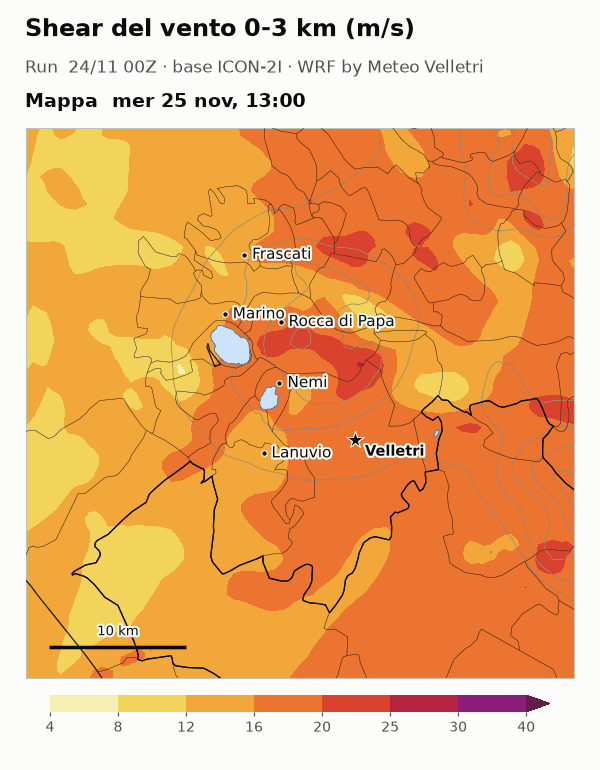 Shear del vento 0-3 km (m/s)
Run  24/11 00Z · base ICON-2I · WRF by Meteo Velletri
Mappa  mer 25 nov, 13:00
Frascati
Marino
Rocca di Papa
Nemi
Velletri
Lanuvio
10 km
4 8 12 16 20 25 30 40